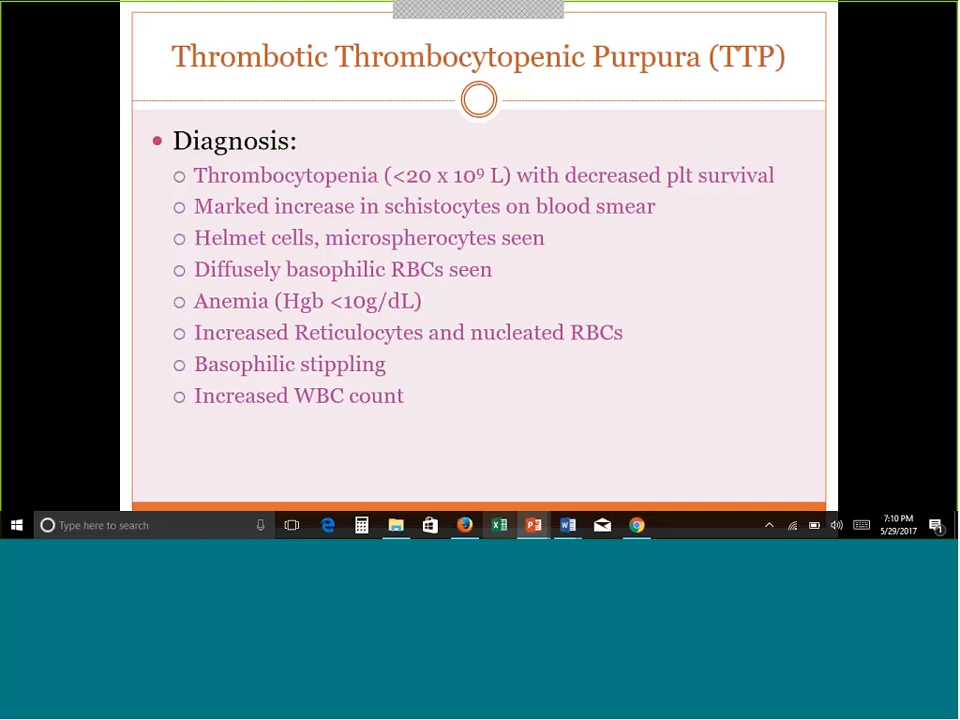 Thrombotic Thrombocytopenic Purpura (TTP)
Diagnosis:
Thrombocytopenia (<20 x 10⁹ L) with decreased plt survival
Marked increase in schistocytes on blood smear
Helmet cells, microspherocytes seen
Diffusely basophilic RBCs seen
Anemia (Hgb <10g/dL)
Increased Reticulocytes and nucleated RBCs
Basophilic stippling
Increased WBC count
Type here to search
7:10 PM
5/29/2017
1